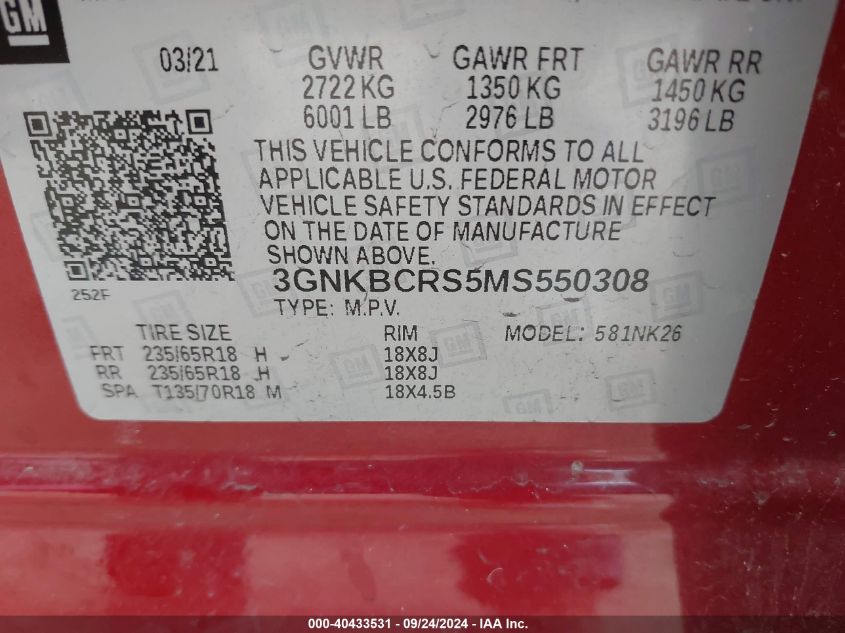 GM
03/21 GVWR GAWR FRT GAWR RR
2722 KG 1350 KG 1450 KG
6001 LB 2976 LB 3196 LB
THIS VEHICLE CONFORMS TO ALL
APPLICABLE U.S. FEDERAL MOTOR
VEHICLE SAFETY STANDARDS IN EFFECT
ON THE DATE OF MANUFACTURE
SHOWN ABOVE.
252F
3GNKBCRS5MS550308
TYPE: M.P.V.
TIRE SIZE RIM MODEL: 581NK26
FRT 235/65R18 H 18X8J
RR 235/65R18 H 18X8J
SPA T135/70R18 M 18X4.5B
000-40433531 - 09/24/2024 - IAA Inc.